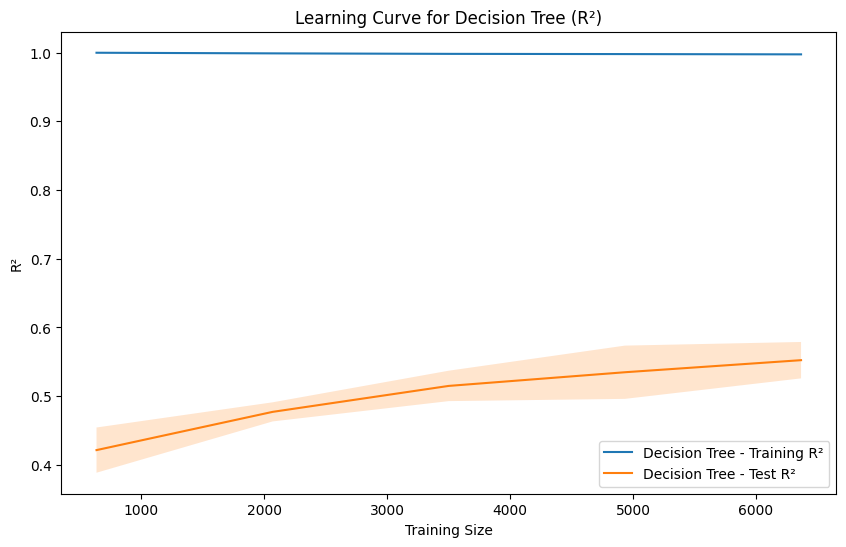 Learning Curve for Decision Tree (R²)
1.0
0.9
0.8
0.7
0.6
0.5
0.4
R²
1000 2000 3000 4000 5000 6000
Training Size
Decision Tree - Training R²
Decision Tree - Test R²